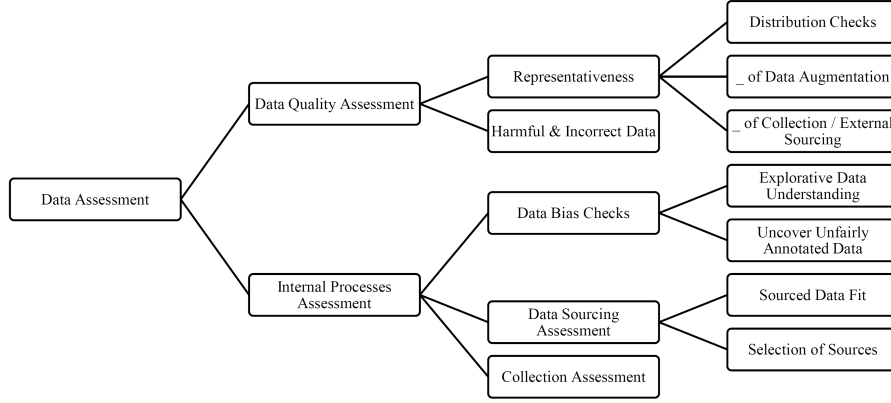 Distribution Checks
Representativeness
_ of Data Augmentation
Data Quality Assessment
Harmful & Incorrect Data
_ of Collection / External
Sourcing
Data Assessment
Explorative Data
Understanding
Data Bias Checks
Uncover Unfairly
Annotated Data
Internal Processes
Assessment
Sourced Data Fit
Data Sourcing
Assessment
Selection of Sources
Collection Assessment